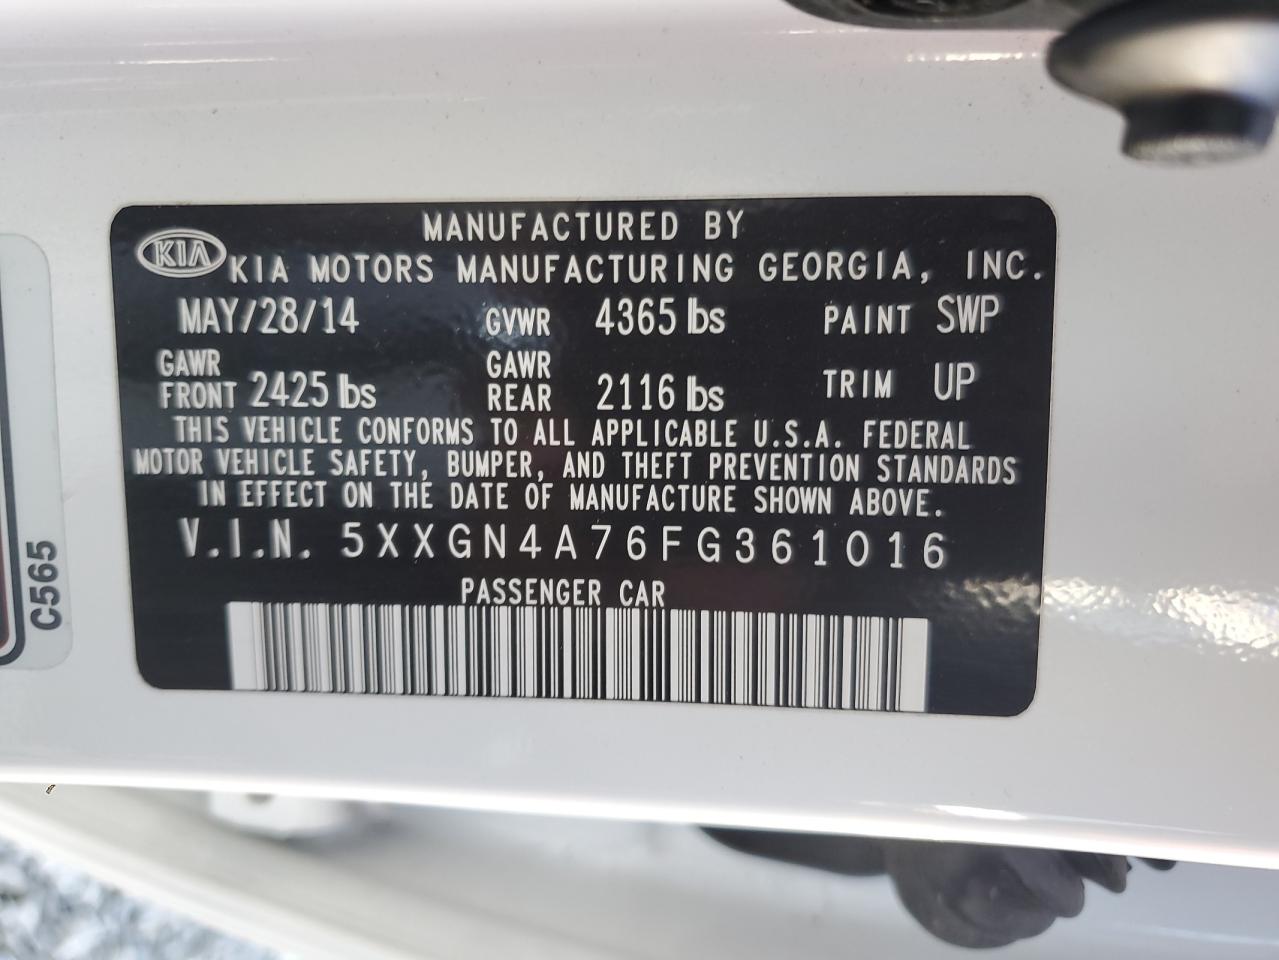 MANUFACTURED BY
KIA KIA MOTORS MANUFACTURING GEORGIA, INC.
MAY/28/14 GVWR 4365 lbs PAINT SWP
GAWR FRONT 2425 lbs GAWR REAR 2116 lbs TRIM UP
THIS VEHICLE CONFORMS TO ALL APPLICABLE U.S.A. FEDERAL
MOTOR VEHICLE SAFETY, BUMPER, AND THEFT PREVENTION STANDARDS
IN EFFECT ON THE DATE OF MANUFACTURE SHOWN ABOVE.
V.I.N. 5XXGN4A76FG361016
PASSENGER CAR
C565